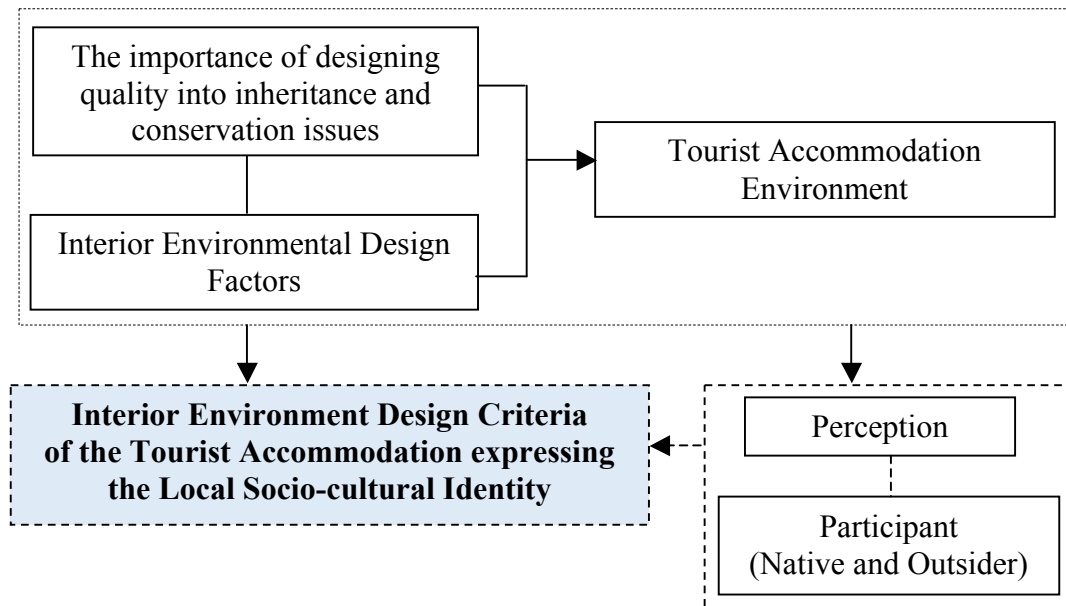 The importance of designing
quality into inheritance and
conservation issues
Tourist Accommodation
Environment
Interior Environmental Design
Factors
Interior Environment Design Criteria
of the Tourist Accommodation expressing
the Local Socio-cultural Identity
Perception
Participant
(Native and Outsider)